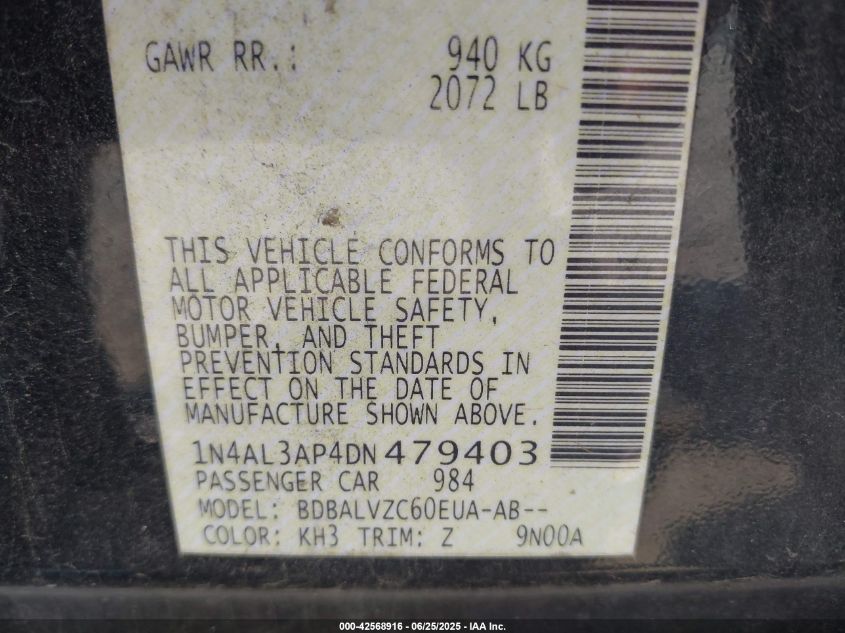 GAWR RR.: 940 KG
2072 LB
THIS VEHICLE CONFORMS TO
ALL APPLICABLE FEDERAL
MOTOR VEHICLE SAFETY,
BUMPER, AND THEFT
PREVENTION STANDARDS IN
EFFECT ON THE DATE OF
MANUFACTURE SHOWN ABOVE.
1N4AL3AP4DN479403
PASSENGER CAR 984
MODEL: BDBALVZC60EUA-AB--
COLOR: KH3 TRIM: Z 9N00A
000-42568916 - 06/25/2025 - IAA Inc.